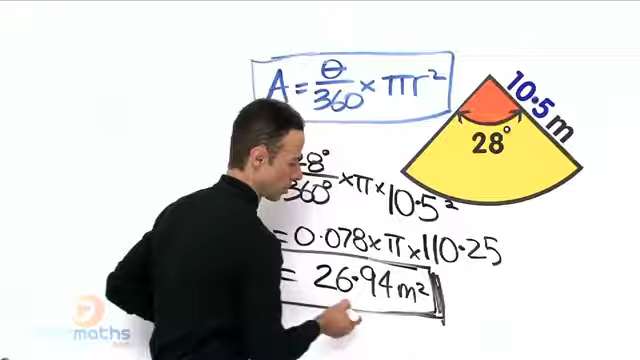 A = θ/360 × πr²
10.5 m
28°
8°/360° × π × 10.5²
= 0.078 × π × 110.25
= 26.94 m²
maths